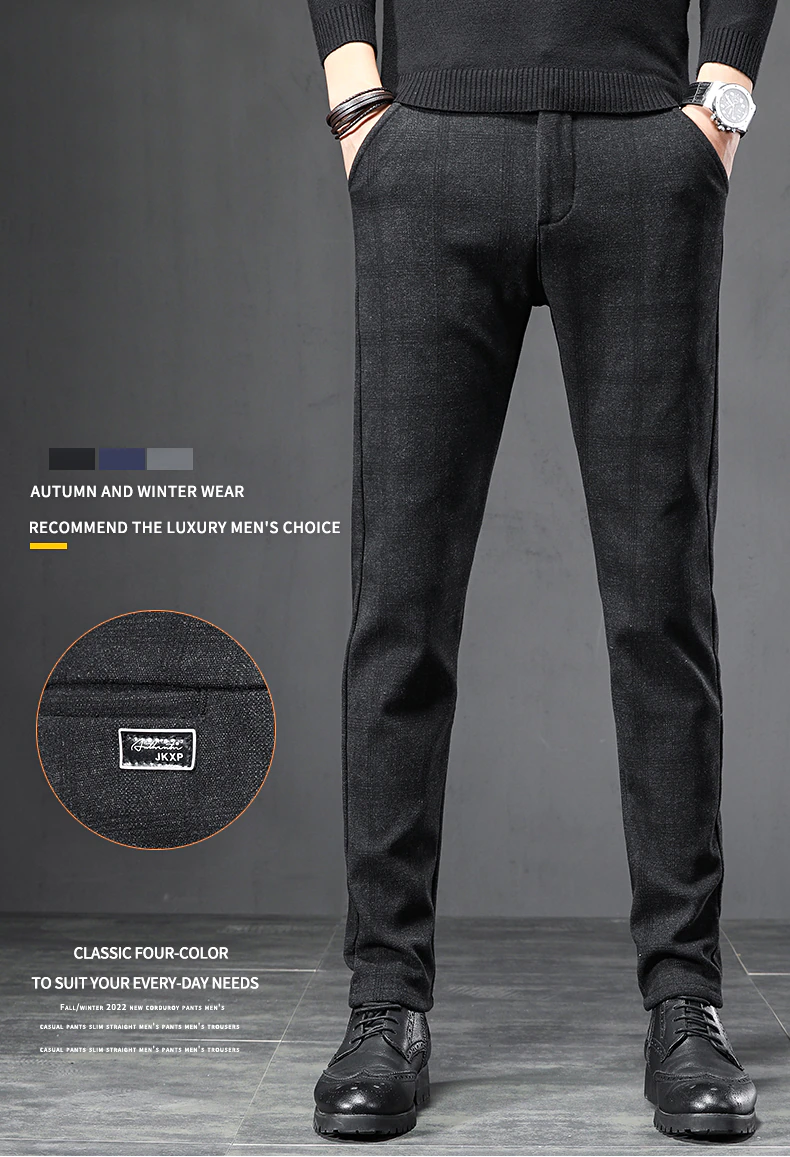 AUTUMN AND WINTER WEAR
RECOMMEND THE LUXURY MEN'S CHOICE
JKXP
CLASSIC FOUR-COLOR
TO SUIT YOUR EVERY-DAY NEEDS
Fall/winter 2022 new corduroy pants men's
casual pants slim straight men's pants men's trousers
casual pants slim straight men's pants men's trousers